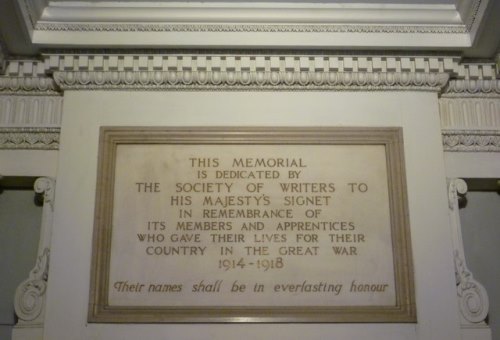 THIS MEMORIAL
IS DEDICATED BY
THE SOCIETY OF WRITERS TO
HIS MAJESTY'S SIGNET
IN REMEMBRANCE OF
ITS MEMBERS AND APPRENTICES
WHO GAVE THEIR LIVES FOR THEIR
COUNTRY IN THE GREAT WAR
1914-1918
Their names shall be in everlasting honour